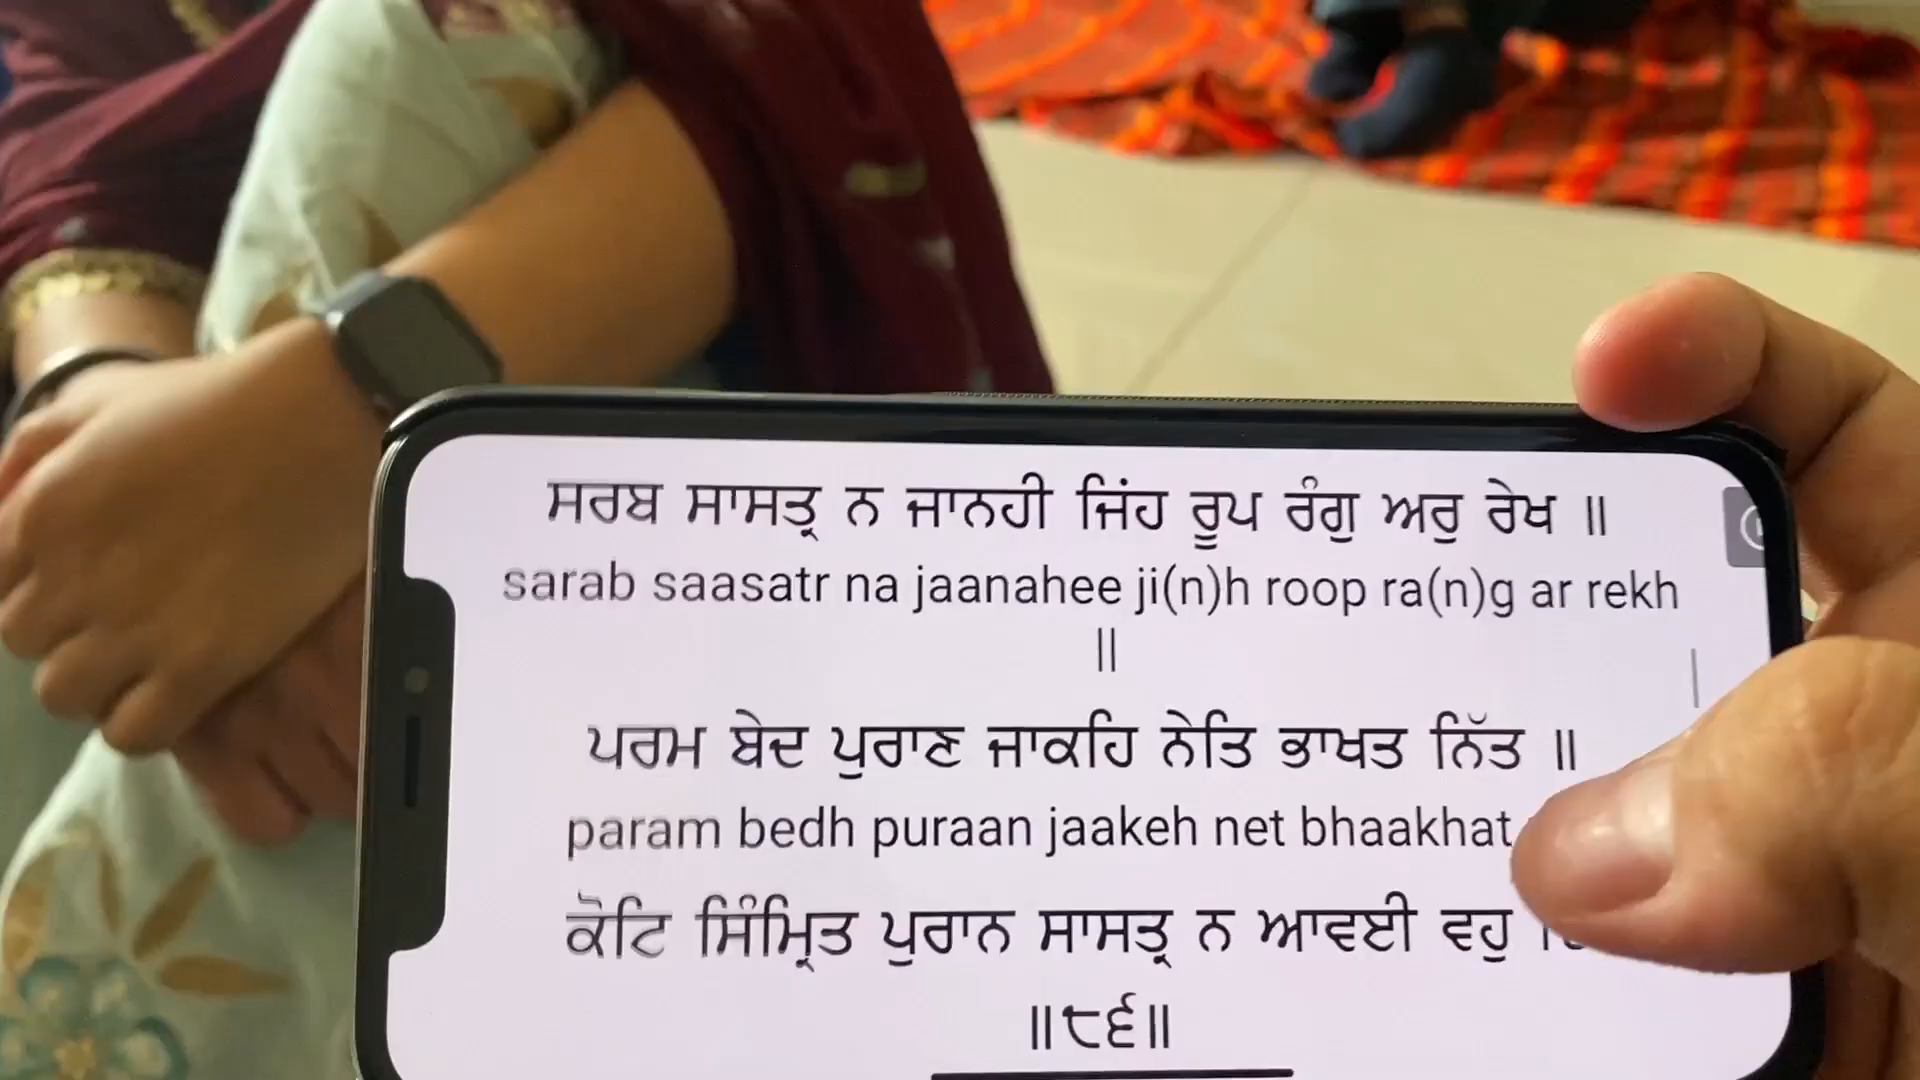 ਸਰਬ ਸਾਸਤ੍ਰ ਨ ਜਾਨਹੀ ਜਿਂਹ ਰੂਪ ਰੰਗੁ ਅਰੁ ਰੇਖ ॥
sarab saasatr na jaanahee ji(n)h roop ra(n)g ar rekh
||
ਪਰਮ ਬੇਦ ਪੁਰਾਣ ਜਾਕਹਿ ਨੇਤਿ ਭਾਖਤ ਨਿੱਤ ॥
param bedh puraan jaakeh net bhaakhat
ਕੋਟਿ ਸਿੰਮ੍ਰਿਤ ਪੁਰਾਨ ਸਾਸਤ੍ਰ ਨ ਆਵਈ ਵਹੁ
॥੮੬॥